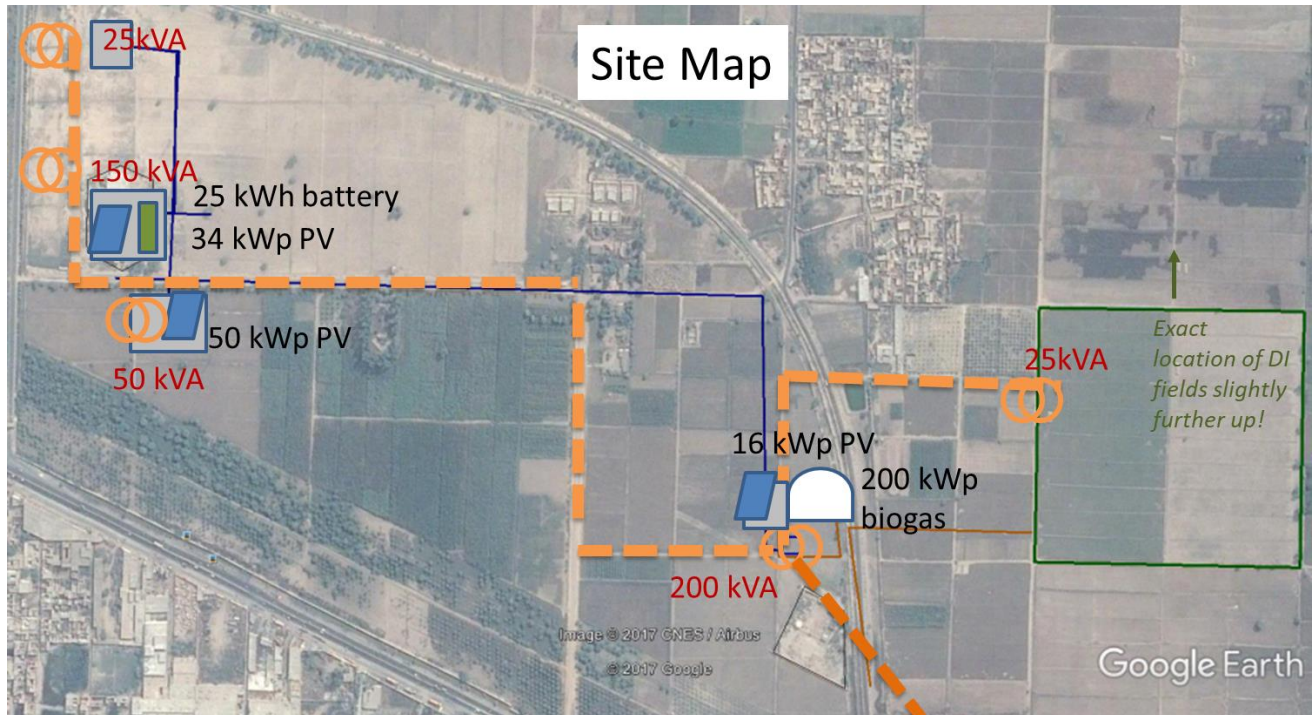 Site Map
25kVA
150 kVA
25 kWh battery
34 kWp PV
50 kWp PV
50 kVA
25kVA
Exact
location of DI
fields slightly
further up!
16 kWp PV
200 kWp
biogas
200 kVA
Image © 2017 CNES / Airbus
© 2017 Google
Google Earth